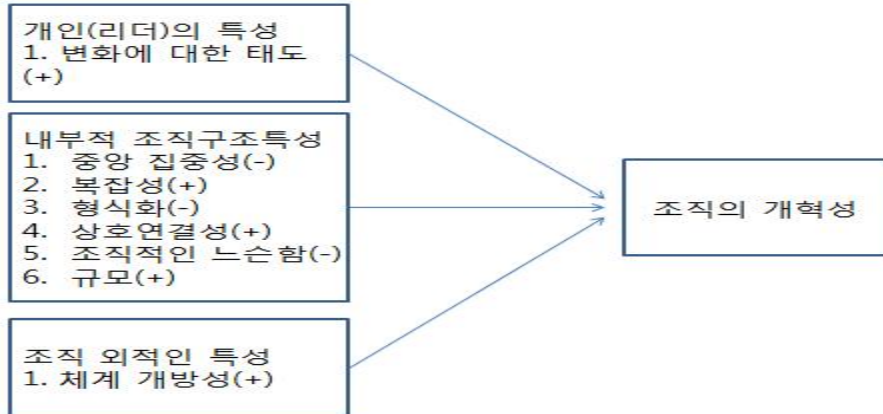 개인(리더)의 특성
1. 변화에 대한 태도
(+)
내부적 조직구조특성
1. 중앙 집중성(-)
2. 복잡성(+)
3. 형식화(-)
4. 상호연결성(+)
5. 조직적인 느슨함(-)
6. 규모(+)
조직 외적인 특성
1. 체계 개방성(+)
조직의 개혁성